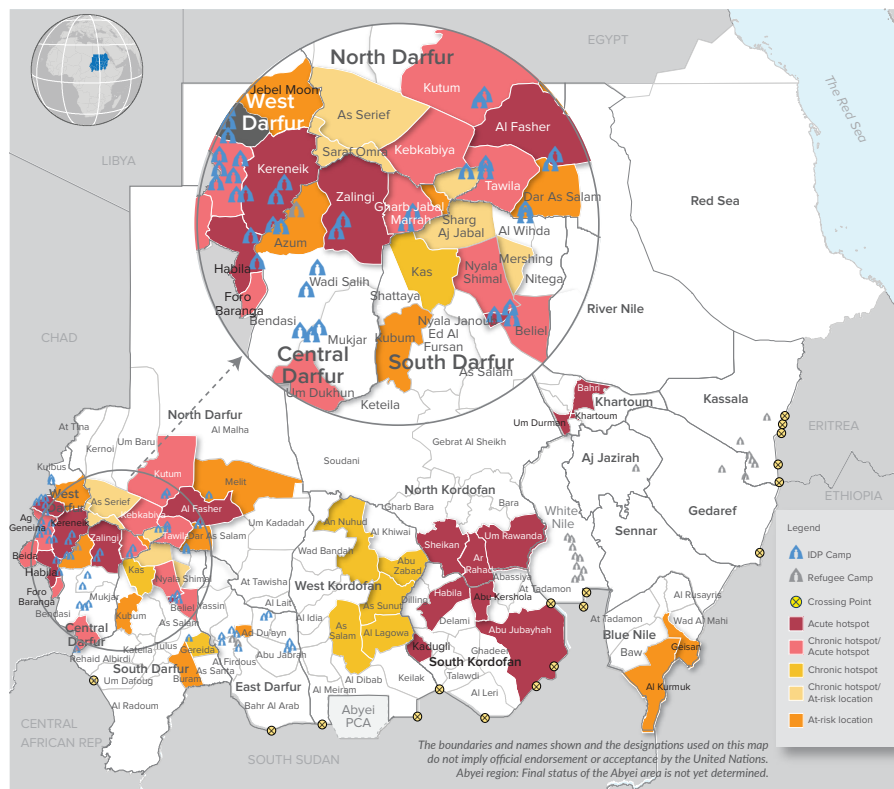 EGYPT
LIBYA
The Red Sea
CHAD
ERITREA
ETHIOPIA
CENTRAL
AFRICAN REP.
SOUTH SUDAN
North Darfur
Jebel Moon
West
Darfur
Kutum
As Serief
Al Fasher
Saraf Omra
Kebkabiya
Kereneik
Zalingi
Tawila
Gharb Jabal
Marrah
Dar As Salam
Sharg
Aj Jabal
Al Wihda
Azum
Mershing
Habila
Kas
Nyala
Shimal
Nitega
Wadi Salih
Shattaya
Foro
Baranga
Bendasi
Nyala Janoub
Ed Al
Fursan
Beliel
Mukjar
Kubum
Central
Darfur
South Darfur
As Salam
Um Dukhun
Keteila
Red Sea
River Nile
Bahri
Khartoum
Khartoum
Um Durman
Kassala
North Darfur
Al Malha
At Tina
Um Baru
Kernoi
Gebrat Al Sheikh
Aj Jazirah
Soudani
Kulbus
Kutum
Melit
North Kordofan
Gedaref
West
Darfur
As Serief
Gharb Bara
Bara
Al Fasher
Kebkabiya
An Nuhud
White
Nile
Ag
Geneina
Kereneik
Um Kadadah
Al Khiwai
Sennar
Zalingi
Tawila
Dar As Salam
Sheikan
Um Rawanda
Wad Bandah
Beida
Ar
Rahad
Abu
Zabad
Habila
Kas
Nyala Shimal
At Tawisha
West Kordofan
Abassiya
At Tadamon
Foro
Baranga
Mukjar
Beliel
Yassin
Al Lait
As Sunut
Dilling
Habila
Abu Kershola
Al Rusayris
Bendasi
Kubum
As Salam
Al Idia
As
Salam
Al Lagowa
Delami
Abu Jubayhah
At Tadamon
Wad Al Mahi
Central
Darfur
Ad Du'ayn
Blue Nile
Tulus
Gereida
Abu Jabrah
Kadugli
Ghadeer
Baw
Geisan
Rehaid Albirdi
Katella
Al Firdous
South Kordofan
South Darfur
As
Santa
Um Dafoug
Buram
Al Dibab
Keilak
Talawdi
Al Kurmuk
East Darfur
Al Meiram
Al Leri
Al Radoum
Bahr Al Arab
Abyei
PCA
Legend
IDP Camp
Refugee Camp
Crossing Point
Acute hotspot
Chronic hotspot/
Acute hotspot
Chronic hotspot
Chronic hotspot/
At-risk location
At-risk location
The boundaries and names shown and the designations used on this map
do not imply official endorsement or acceptance by the United Nations.
Abyei region: Final status of the Abyei area is not yet determined.